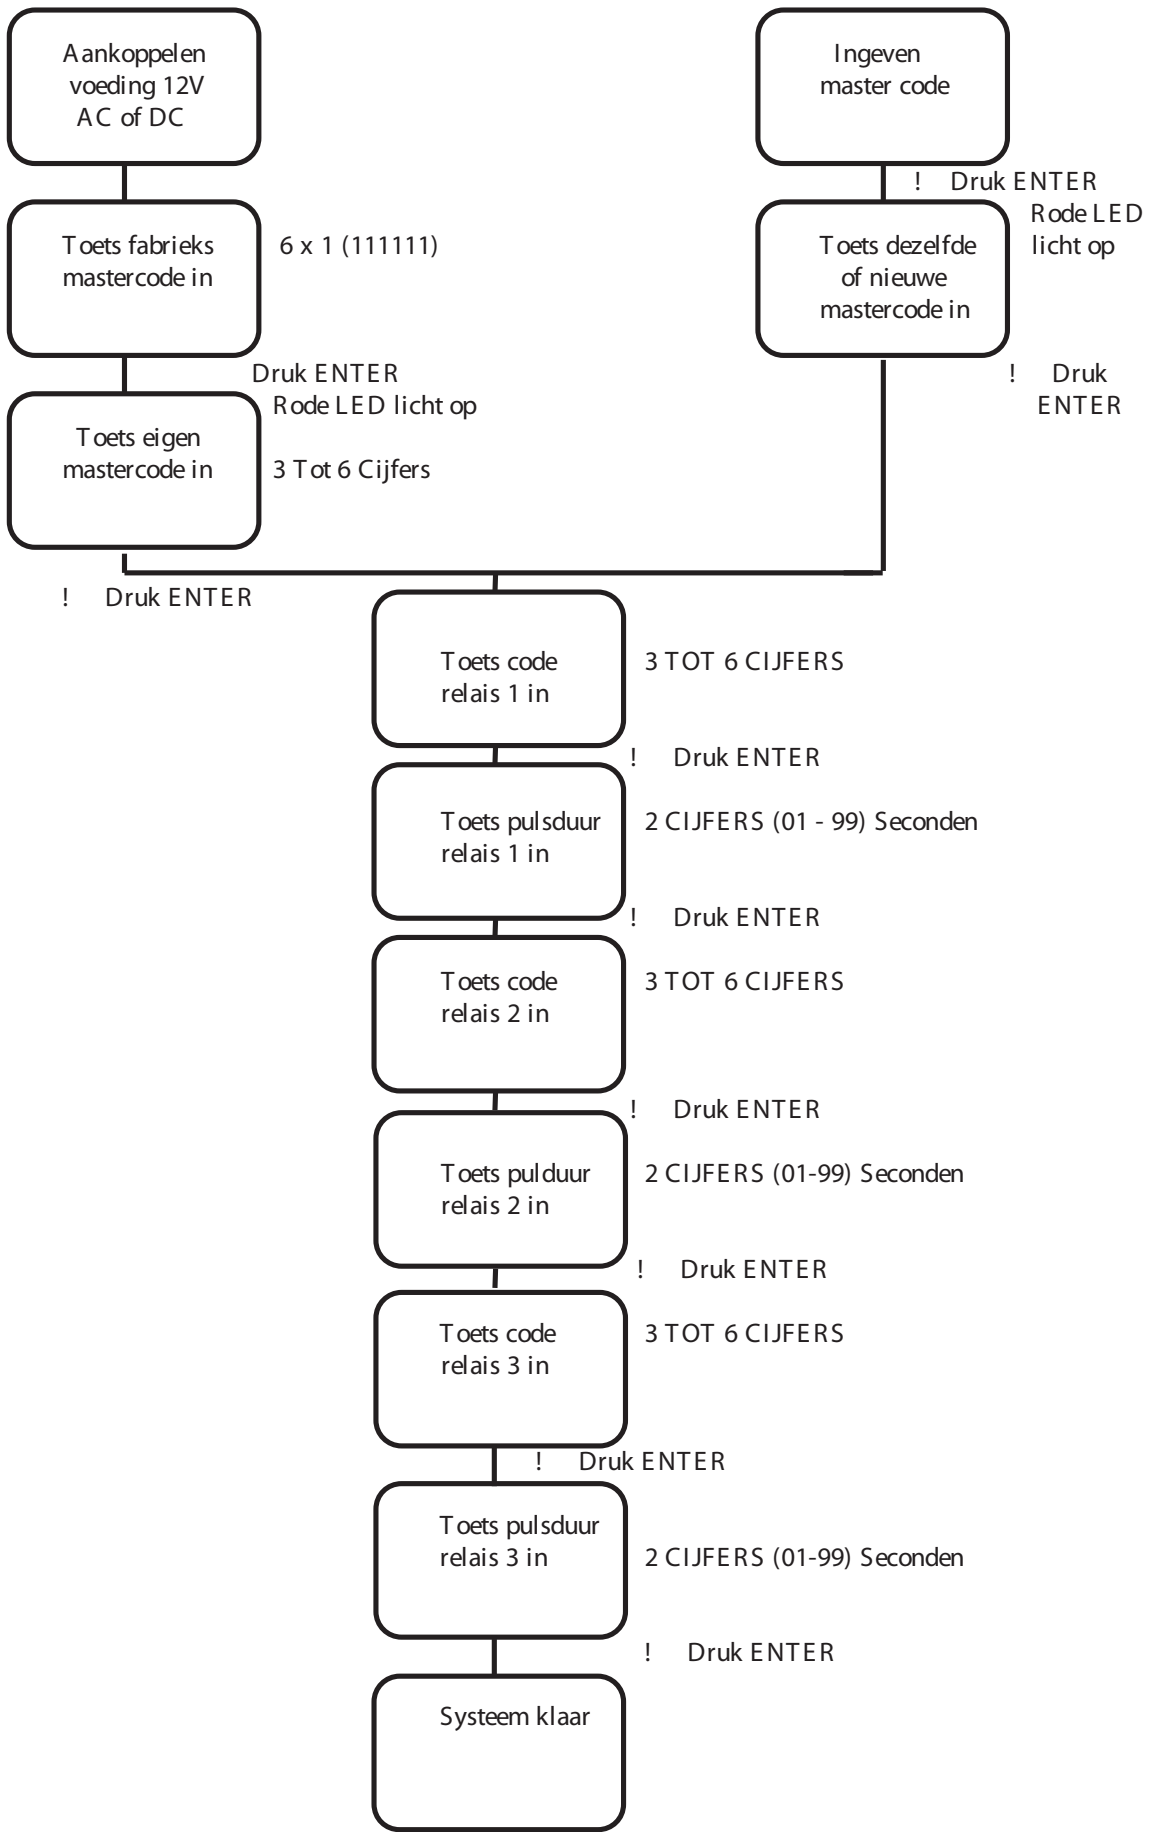 Aankoppelen
voeding 12V
AC of DC
Toets fabrieks
mastercode in
6 x 1 (111111)
Druk ENTER
Rode LED licht op
Toets eigen
mastercode in
3 Tot 6 Cijfers
! Druk ENTER
Ingeven
master code
! Druk ENTER
Rode LED
licht op
Toets dezelfde
of nieuwe
mastercode in
! Druk
ENTER
Toets code
relais 1 in
3 TOT 6 CIJFERS
! Druk ENTER
Toets pulsduur
relais 1 in
2 CIJFERS (01 - 99) Seconden
! Druk ENTER
Toets code
relais 2 in
3 TOT 6 CIJFERS
! Druk ENTER
Toets pulduur
relais 2 in
2 CIJFERS (01-99) Seconden
! Druk ENTER
Toets code
relais 3 in
3 TOT 6 CIJFERS
! Druk ENTER
Toets pulsduur
relais 3 in
2 CIJFERS (01-99) Seconden
! Druk ENTER
Systeem klaar